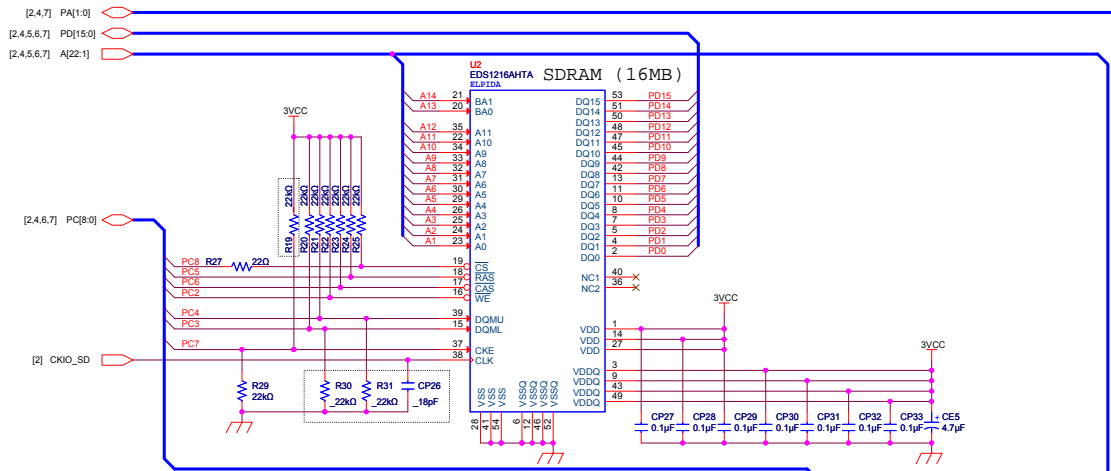 [2,4,7] PA[1:0]
[2,4,5,6,7] PD[15:0]
[2,4,5,6,7] A[22:1]
U2
EDS1216AHTA SDRAM (16MB)
ELPIDA
A14 21 BA1 DQ15 53 PD15
A13 20 BA0 DQ14 51 PD14
DQ13 50 PD13
A12 35 A11 DQ12 48 PD12
A11 22 A10 DQ11 47 PD11
A10 34 A9 DQ10 45 PD10
A9 33 A8 DQ9 44 PD9
A8 32 A7 DQ8 42 PD8
A7 31 A6 DQ7 13 PD7
A6 30 A5 DQ6 11 PD6
A5 29 A4 DQ5 10 PD5
A4 26 A3 DQ4 8 PD4
A3 25 A2 DQ3 7 PD3
A2 24 A1 DQ2 5 PD2
A1 23 A0 DQ1 4 PD1
DQ0 2 PD0
3VCC
22kΩ 22kΩ 22kΩ 22kΩ 22kΩ 22kΩ 22kΩ
R19 R20 R21 R22 R23 R24 R25
[2,4,6,7] PC[8:0]
PC8 R27 22Ω 19 CS
PC5 18 RAS
PC6 17 CAS
PC2 16 WE
NC1 40
NC2 36
PC4 39 DQMU
PC3 15 DQML
PC7 37 CKE
[2] CKIO_SD 38 CLK
3VCC
VDD 1
VDD 14
VDD 27
3VCC
VDDQ 3
VDDQ 9
VDDQ 43
VDDQ 49
R29
22kΩ
R30
_22kΩ
R31
_22kΩ
CP26
_18pF
VSS VSS VSS VSSQ VSSQ VSSQ VSSQ
28 41 54 6 12 46 52
CP27 CP28 CP29 CP30 CP31 CP32 CP33 + CE5
0.1µF 0.1µF 0.1µF 0.1µF 0.1µF 0.1µF 0.1µF 4.7µF